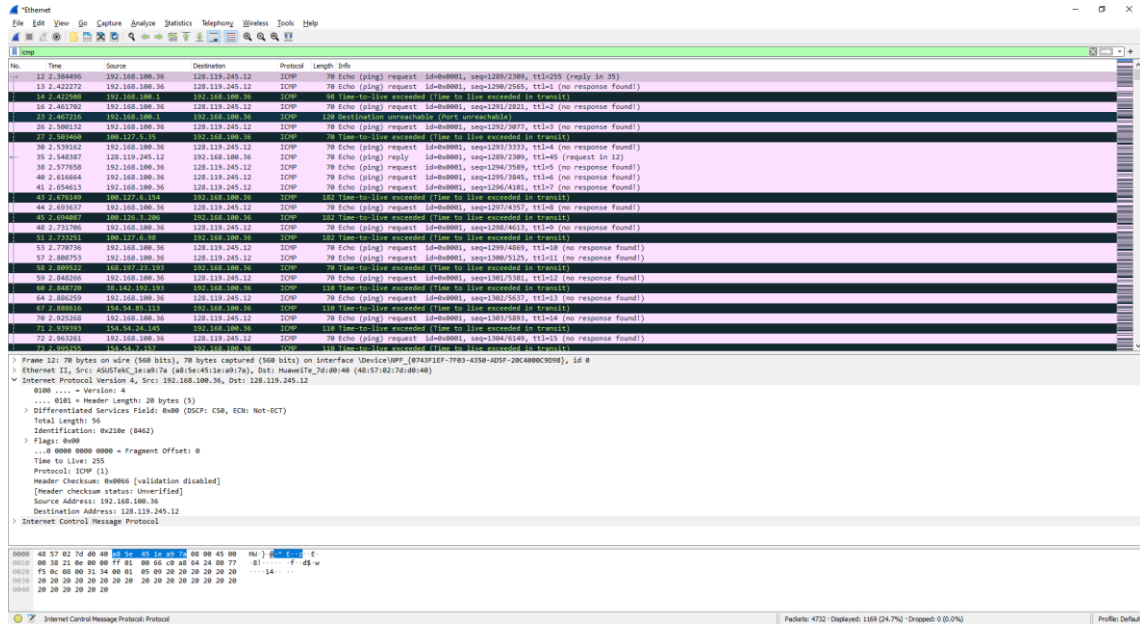 *Ethernet
File Edit View Go Capture Analyze Statistics Telephony Wireless Tools Help
icmp
No. Time Source Destination Protocol Length Info
12 2.384496 192.168.100.36 128.119.245.12 ICMP 70 Echo (ping) request id=0x0001, seq=1289/2309, ttl=255 (reply in 35)
13 2.422272 192.168.100.36 128.119.245.12 ICMP 70 Echo (ping) request id=0x0001, seq=1290/2565, ttl=1 (no response found!)
14 2.422508 192.168.100.1 192.168.100.36 ICMP 98 Time-to-live exceeded (Time to live exceeded in transit)
16 2.461702 192.168.100.36 128.119.245.12 ICMP 70 Echo (ping) request id=0x0001, seq=1291/2821, ttl=2 (no response found!)
23 2.467216 192.168.100.1 192.168.100.36 ICMP 120 Destination unreachable (Port unreachable)
26 2.500132 192.168.100.36 128.119.245.12 ICMP 70 Echo (ping) request id=0x0001, seq=1292/3077, ttl=3 (no response found!)
27 2.503460 100.127.5.35 192.168.100.36 ICMP 70 Time-to-live exceeded (Time to live exceeded in transit)
30 2.539162 192.168.100.36 128.119.245.12 ICMP 70 Echo (ping) request id=0x0001, seq=1293/3333, ttl=4 (no response found!)
35 2.548387 128.119.245.12 192.168.100.36 ICMP 70 Echo (ping) reply id=0x0001, seq=1289/2309, ttl=45 (request in 12)
38 2.577658 192.168.100.36 128.119.245.12 ICMP 70 Echo (ping) request id=0x0001, seq=1294/3589, ttl=5 (no response found!)
40 2.616664 192.168.100.36 128.119.245.12 ICMP 70 Echo (ping) request id=0x0001, seq=1295/3845, ttl=6 (no response found!)
41 2.654613 192.168.100.36 128.119.245.12 ICMP 70 Echo (ping) request id=0x0001, seq=1296/4101, ttl=7 (no response found!)
43 2.676149 100.127.6.154 192.168.100.36 ICMP 182 Time-to-live exceeded (Time to live exceeded in transit)
44 2.693637 192.168.100.36 128.119.245.12 ICMP 70 Echo (ping) request id=0x0001, seq=1297/4357, ttl=8 (no response found!)
45 2.694087 100.126.3.206 192.168.100.36 ICMP 182 Time-to-live exceeded (Time to live exceeded in transit)
48 2.731706 192.168.100.36 128.119.245.12 ICMP 70 Echo (ping) request id=0x0001, seq=1298/4613, ttl=9 (no response found!)
51 2.733251 100.127.6.98 192.168.100.36 ICMP 182 Time-to-live exceeded (Time to live exceeded in transit)
53 2.770736 192.168.100.36 128.119.245.12 ICMP 70 Echo (ping) request id=0x0001, seq=1299/4869, ttl=10 (no response found!)
57 2.808753 192.168.100.36 128.119.245.12 ICMP 70 Echo (ping) request id=0x0001, seq=1300/5125, ttl=11 (no response found!)
58 2.809522 168.197.23.193 192.168.100.36 ICMP 70 Time-to-live exceeded (Time to live exceeded in transit)
59 2.848266 192.168.100.36 128.119.245.12 ICMP 70 Echo (ping) request id=0x0001, seq=1301/5381, ttl=12 (no response found!)
60 2.848720 38.142.192.193 192.168.100.36 ICMP 110 Time-to-live exceeded (Time to live exceeded in transit)
64 2.886259 192.168.100.36 128.119.245.12 ICMP 70 Echo (ping) request id=0x0001, seq=1302/5637, ttl=13 (no response found!)
67 2.888616 154.54.85.113 192.168.100.36 ICMP 110 Time-to-live exceeded (Time to live exceeded in transit)
70 2.925268 192.168.100.36 128.119.245.12 ICMP 70 Echo (ping) request id=0x0001, seq=1303/5893, ttl=14 (no response found!)
71 2.939393 154.54.24.145 192.168.100.36 ICMP 110 Time-to-live exceeded (Time to live exceeded in transit)
72 2.963261 192.168.100.36 128.119.245.12 ICMP 70 Echo (ping) request id=0x0001, seq=1304/6149, ttl=15 (no response found!)
73 2.995255 154.54.7.157 192.168.100.36 ICMP 110 Time-to-live exceeded (Time to live exceeded in transit)
Frame 12: 70 bytes on wire (560 bits), 70 bytes captured (560 bits) on interface \Device\NPF_{0743F1EF-7F03-4350-AD5F-20C4000C9D98}, id 0
Ethernet II, Src: ASUSTekC_1e:a9:7a (a8:5e:45:1e:a9:7a), Dst: HuaweiTe_7d:d0:40 (48:57:02:7d:d0:40)
Internet Protocol Version 4, Src: 192.168.100.36, Dst: 128.119.245.12
0100 .... = Version: 4
.... 0101 = Header Length: 20 bytes (5)
Differentiated Services Field: 0x00 (DSCP: CS0, ECN: Not-ECT)
Total Length: 56
Identification: 0x210e (8462)
Flags: 0x00
...0 0000 0000 0000 = Fragment Offset: 0
Time to Live: 255
Protocol: ICMP (1)
Header Checksum: 0x0066 [validation disabled]
[Header checksum status: Unverified]
Source Address: 192.168.100.36
Destination Address: 128.119.245.12
Internet Control Message Protocol
0000 48 57 02 7d d0 40 a8 5e 45 1e a9 7a 08 00 45 00 HW·}·@·^ E··z··E·
0010 00 38 21 0e 00 00 ff 01 00 66 c0 a8 64 24 80 77 ·8!····· ·f··d$·w
0020 f5 0c 08 00 31 34 00 01 05 09 20 20 20 20 20 20 ····14·· ··
0030 20 20 20 20 20 20 20 20 20 20 20 20 20 20 20 20
0040 20 20 20 20 20 20
Internet Control Message Protocol: Protocol
Packets: 4732 · Displayed: 1169 (24.7%) · Dropped: 0 (0.0%)
Profile: Default